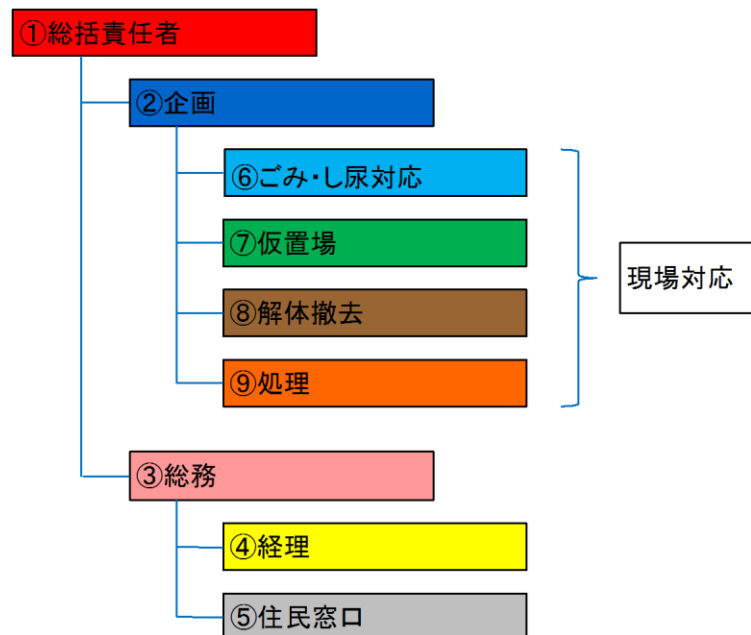 ①総括責任者
②企画
⑥ごみ・し尿対応
⑦仮置場
現場対応
⑧解体撤去
⑨処理
③総務
④経理
⑤住民窓口